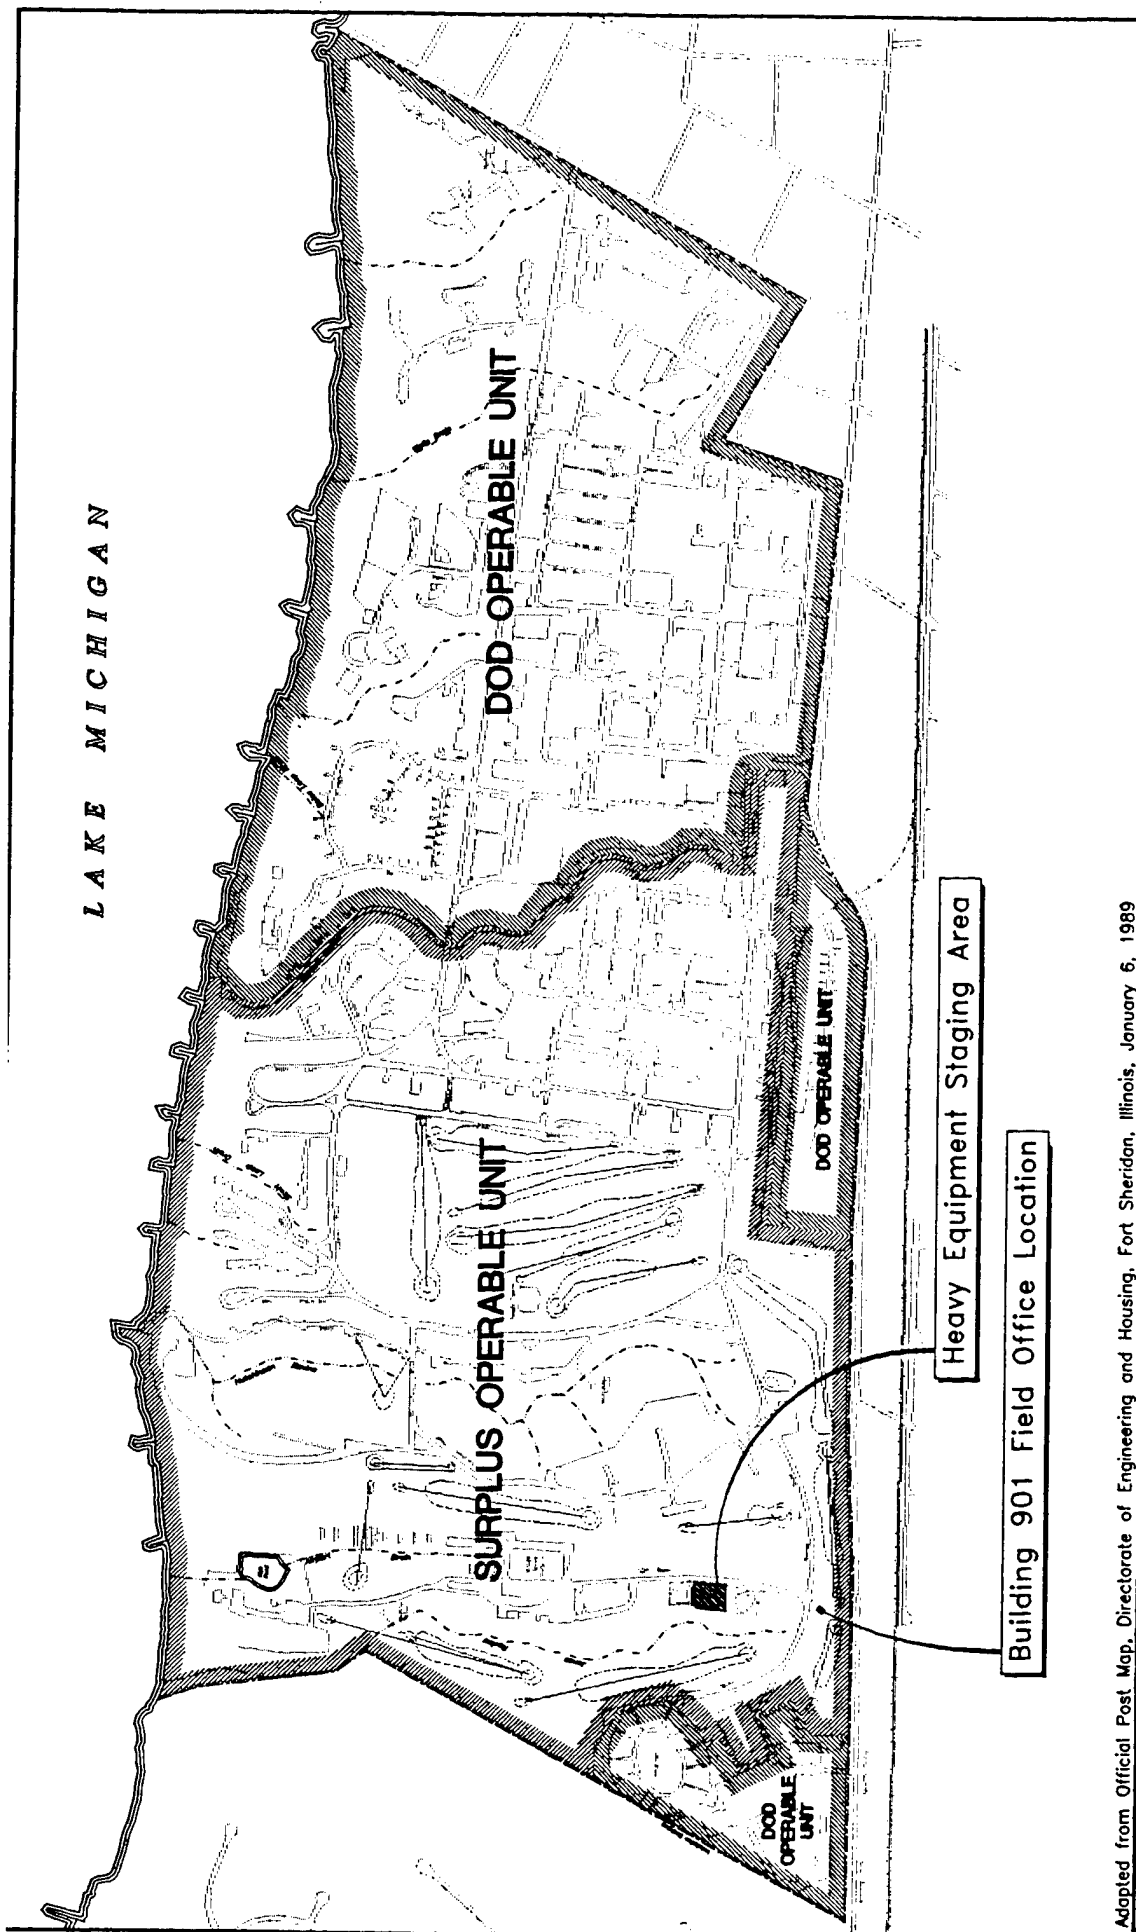 LAKE MICHIGAN
DOD OPERABLE UNIT
SURPLUS OPERABLE UNIT
DOD OPERABLE UNIT
DOD
OPERABLE
UNIT
Heavy Equipment Staging Area
Building 901 Field Office Location
Adapted from Official Post Map, Directorate of Engineering and Housing, Fort Sheridan, Illinois, January 6, 1989